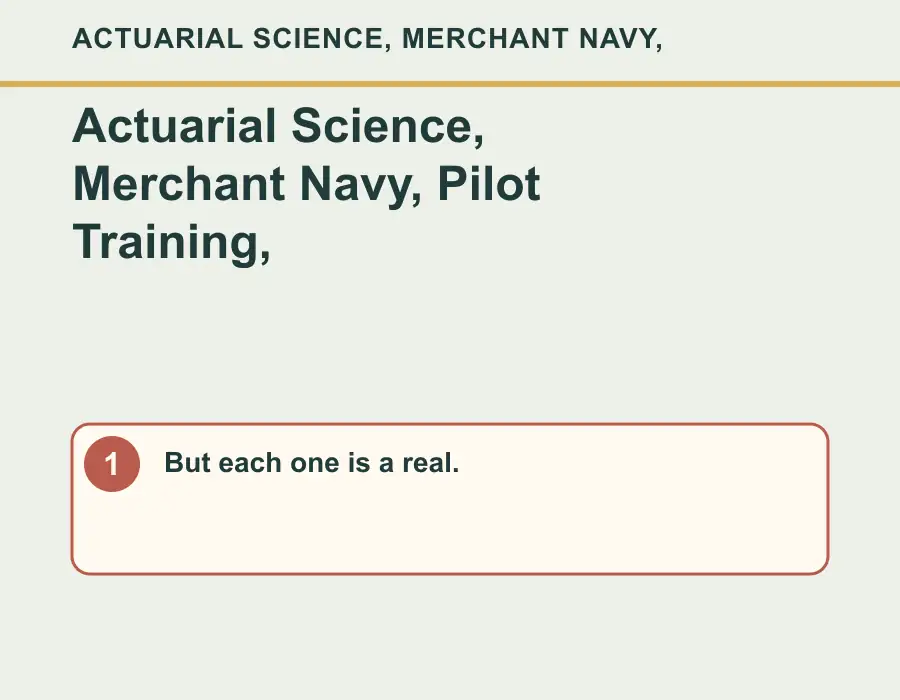 ACTUARIAL SCIENCE, MERCHANT NAVY,
Actuarial Science,
Merchant Navy, Pilot
Training,
1
But each one is a real.